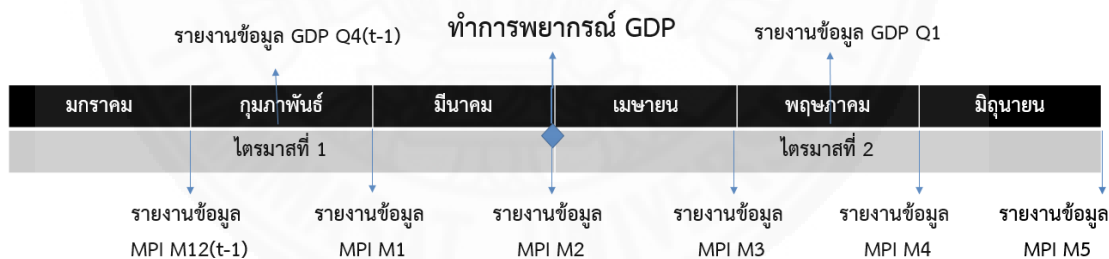 ทำการพยากรณ์ GDP
รายงานข้อมูล GDP Q4(t-1)
รายงานข้อมูล GDP Q1
มกราคม
กุมภาพันธ์
มีนาคม
เมษายน
พฤษภาคม
มิถุนายน
ไตรมาสที่ 1
ไตรมาสที่ 2
รายงานข้อมูล
MPI M12(t-1)
รายงานข้อมูล
MPI M1
รายงานข้อมูล
MPI M2
รายงานข้อมูล
MPI M3
รายงานข้อมูล
MPI M4
รายงานข้อมูล
MPI M5